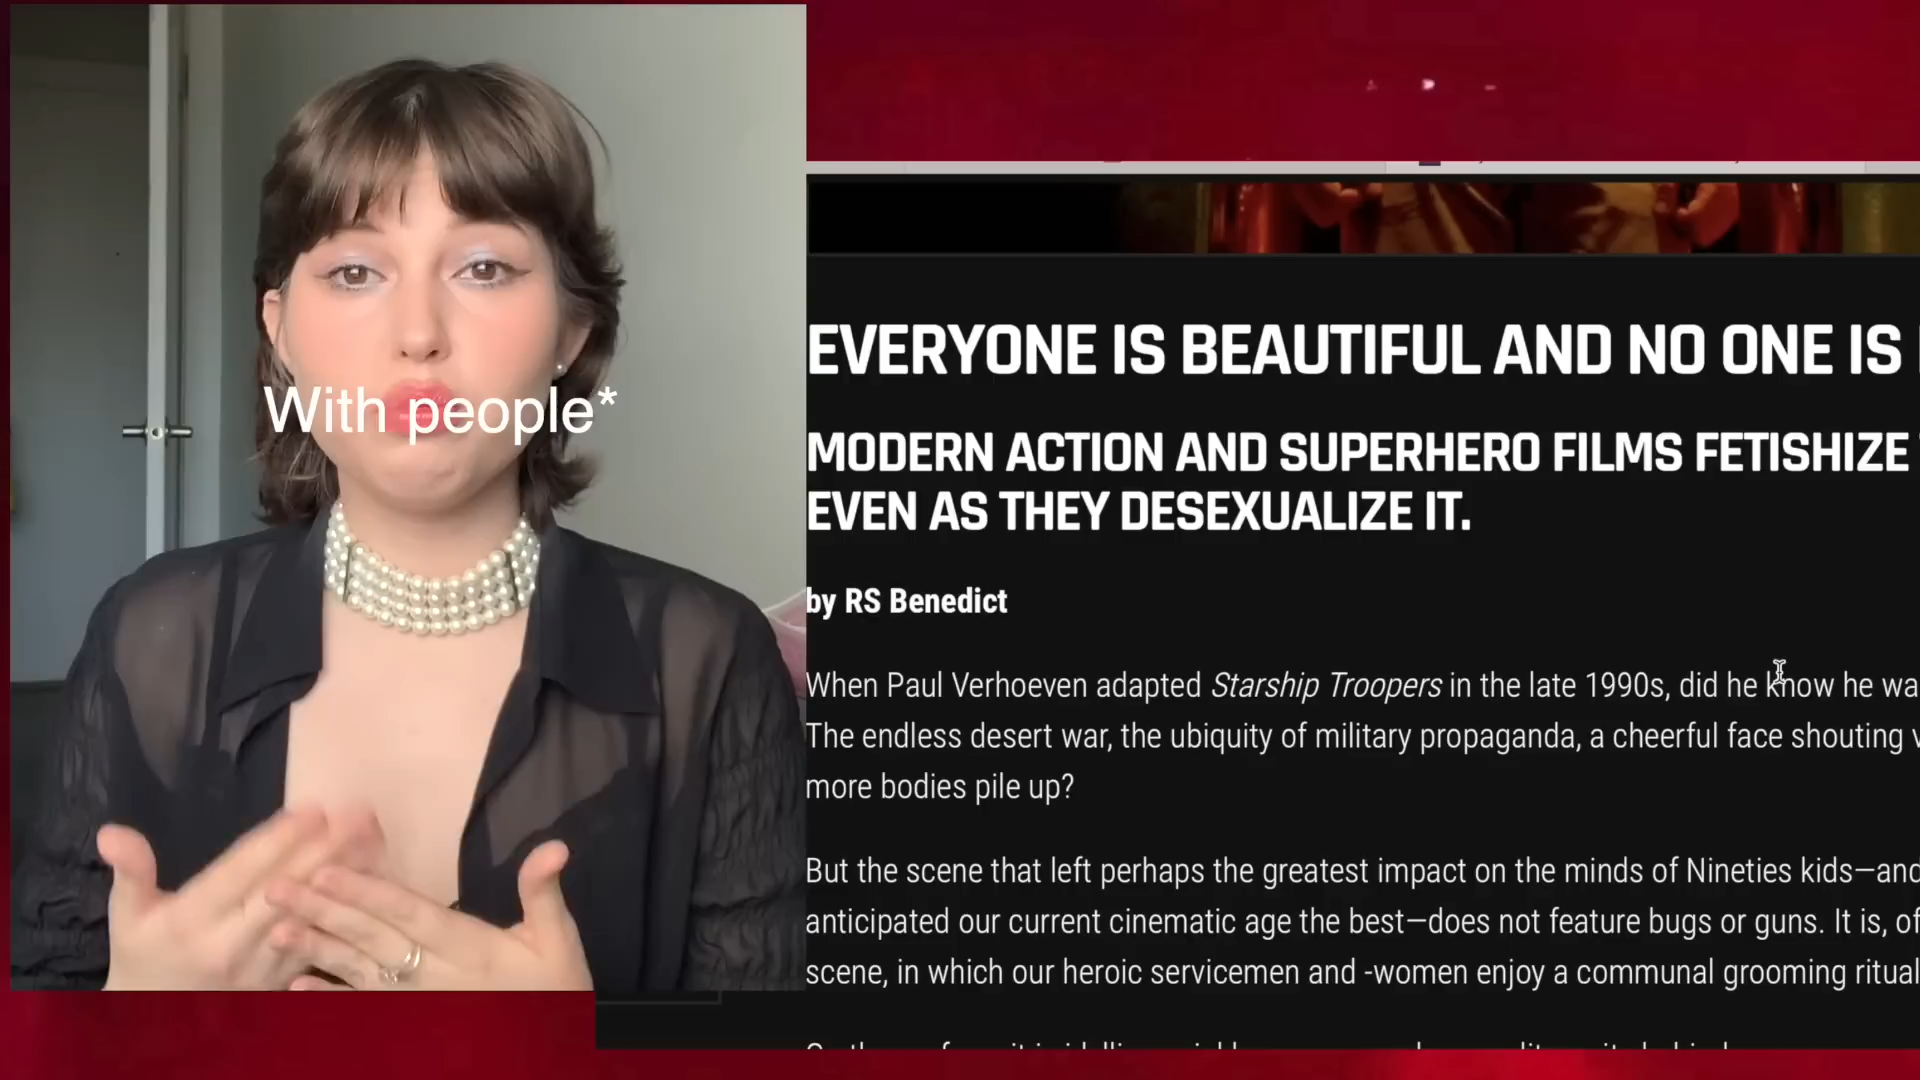 With people*
EVERYONE IS BEAUTIFUL AND NO ONE IS
MODERN ACTION AND SUPERHERO FILMS FETISHIZE
EVEN AS THEY DESEXUALIZE IT.
by RS Benedict
When Paul Verhoeven adapted Starship Troopers in the late 1990s, did he know he wa
The endless desert war, the ubiquity of military propaganda, a cheerful face shouting v
more bodies pile up?
But the scene that left perhaps the greatest impact on the minds of Nineties kids—and
anticipated our current cinematic age the best—does not feature bugs or guns. It is, of
scene, in which our heroic servicemen and -women enjoy a communal grooming ritual